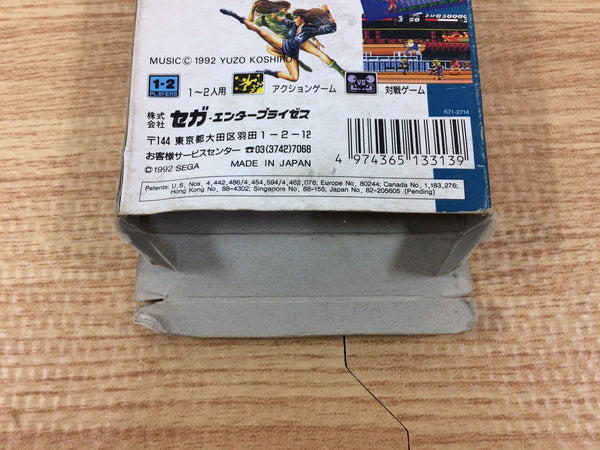 50 03000
MUSIC© 1992 YUZO KOSHIRO
1-2
PLAYERS
1〜2人用
アクションゲーム
VS
対戦ゲーム
671-2714
株式会社 セガ・エンタープライゼス
〒144 東京都大田区羽田1-2-12
お客様サービスセンター ☎03(3742)7068
©1992 SEGA
MADE IN JAPAN
4 974365 133139
Patents: U.S. Nos. 4,442,486/4,454,594/4,462,076; Europe No. 80244; Canada No. 1,183,276;
Hong Kong No. 88-4302; Singapore No. 88-155; Japan No. 82-205605 (Pending)